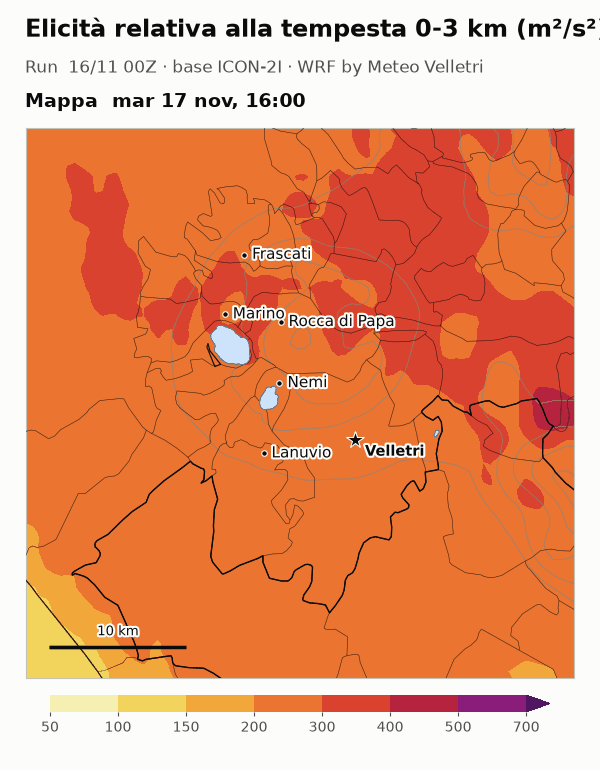 Elicità relativa alla tempesta 0-3 km (m²/s²)
Run  16/11 00Z · base ICON-2I · WRF by Meteo Velletri
Mappa  mar 17 nov, 16:00
Frascati
Marino
Rocca di Papa
Nemi
Lanuvio
Velletri
10 km
50 100 150 200 300 400 500 700